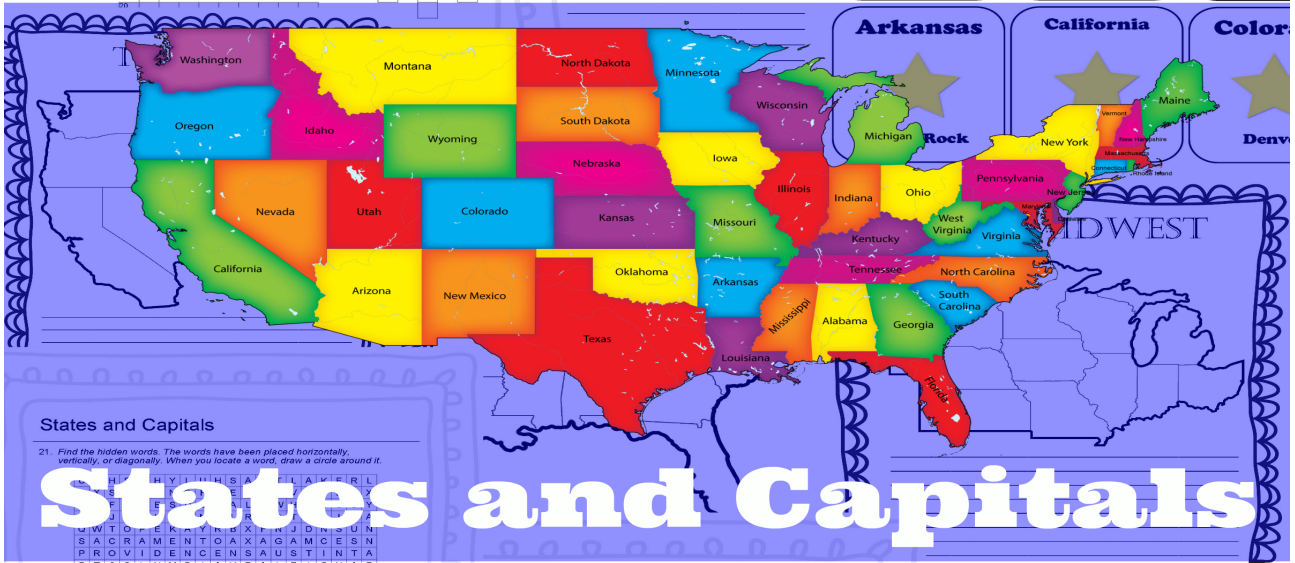 20
Arkansas
California
Washington
Montana
North Dakota
Minnesota
Oregon
Idaho
Wyoming
South Dakota
Wisconsin
Michigan
Rock
Maine
Vermont
New Hampshire
New York
Massachusetts
Connecticut
Rhode Island
Nebraska
Iowa
Pennsylvania
New Jersey
Nevada
Utah
Colorado
Kansas
Missouri
Illinois
Indiana
Ohio
West
Virginia
Virginia
Maryland
IDWEST
Kentucky
California
Arizona
New Mexico
Oklahoma
Arkansas
Tennessee
North Carolina
South
Carolina
Texas
Louisiana
Mississippi
Alabama
Georgia
Florida
States and Capitals
21. Find the hidden words. The words have been placed horizontally,
vertically, or diagonally. When you locate a word, draw a circle around it.
States and Capitals
Q W T O P E K A Y R B X F N J D N S U N
S A C R A M E N T O A X A G A M C E S N
P R O V I D E N C E N S A U S T I N T A